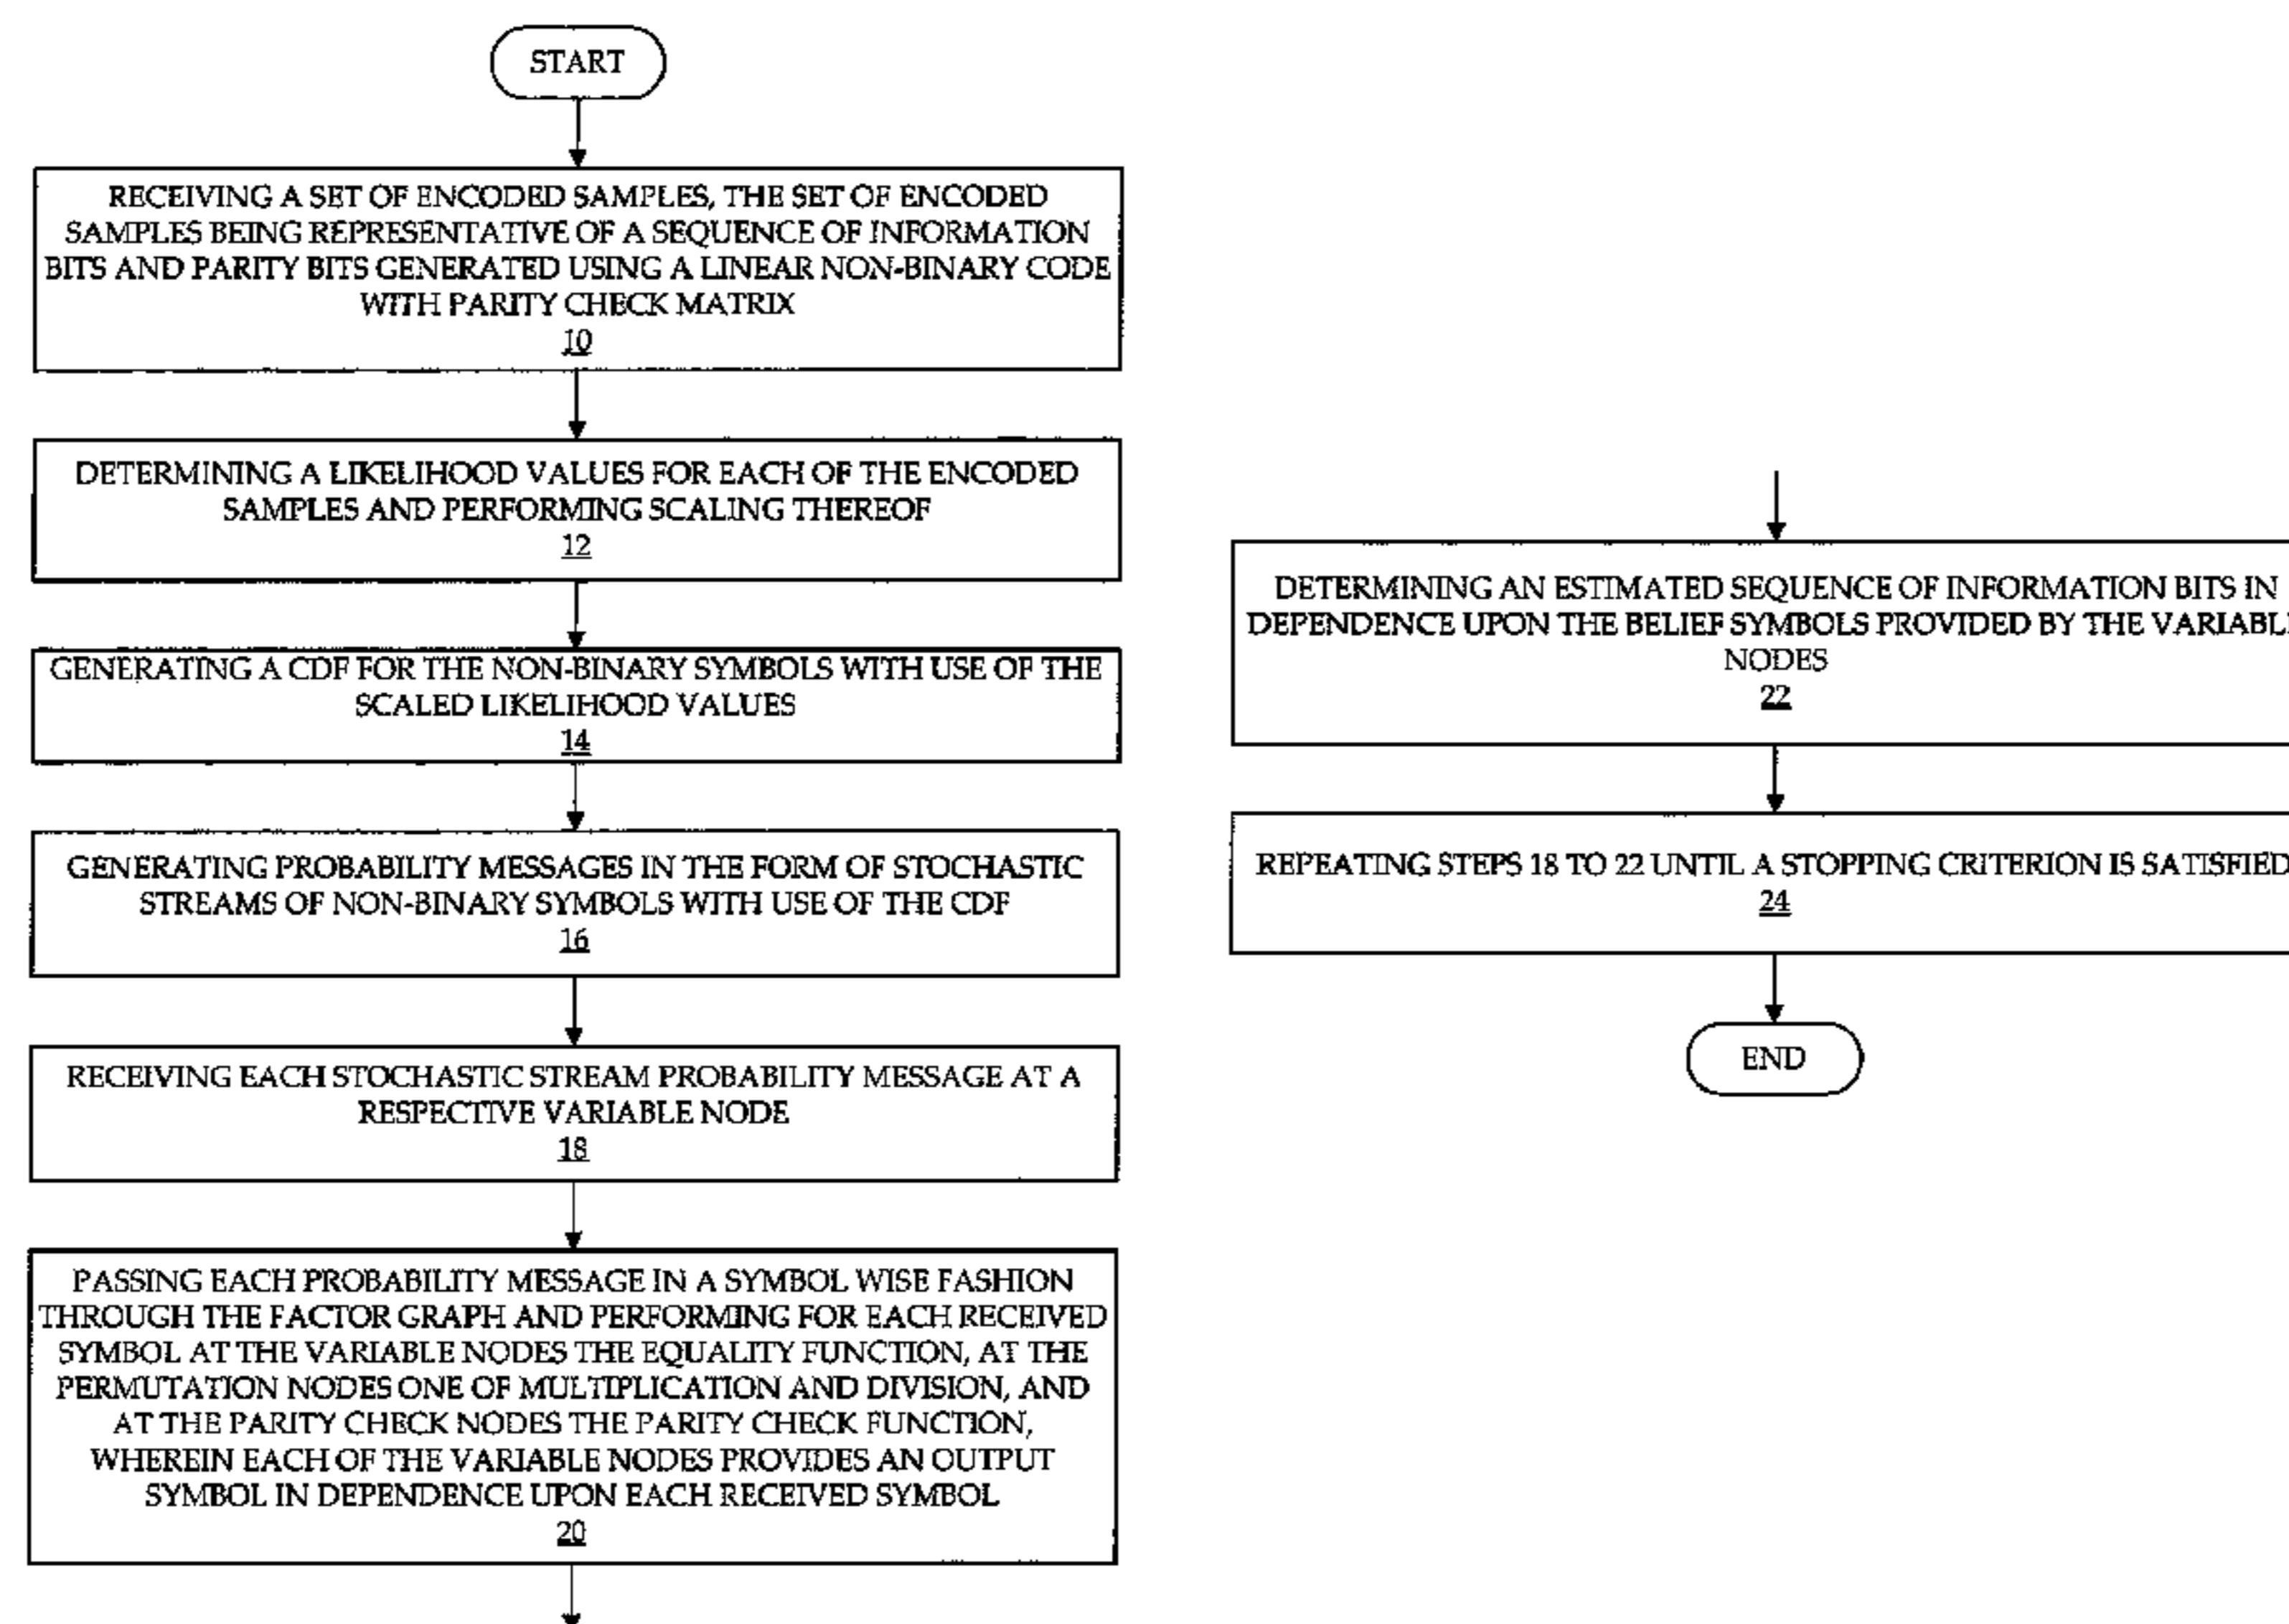 START
RECEIVING A SET OF ENCODED SAMPLES, THE SET OF ENCODED
SAMPLES BEING REPRESENTATIVE OF A SEQUENCE OF INFORMATION
BITS AND PARITY BITS GENERATED USING A LINEAR NON-BINARY CODE
WITH PARITY CHECK MATRIX
10
DETERMINING A LIKELIHOOD VALUES FOR EACH OF THE ENCODED
SAMPLES AND PERFORMING SCALING THEREOF
12
GENERATING A CDF FOR THE NON-BINARY SYMBOLS WITH USE OF THE
SCALED LIKELIHOOD VALUES
14
GENERATING PROBABILITY MESSAGES IN THE FORM OF STOCHASTIC
STREAMS OF NON-BINARY SYMBOLS WITH USE OF THE CDF
16
RECEIVING EACH STOCHASTIC STREAM PROBABILITY MESSAGE AT A
RESPECTIVE VARIABLE NODE
18
PASSING EACH PROBABILITY MESSAGE IN A SYMBOL WISE FASHION
THROUGH THE FACTOR GRAPH AND PERFORMING FOR EACH RECEIVED
SYMBOL AT THE VARIABLE NODES THE EQUALITY FUNCTION, AT THE
PERMUTATION NODES ONE OF MULTIPLICATION AND DIVISION, AND
AT THE PARITY CHECK NODES THE PARITY CHECK FUNCTION,
WHEREIN EACH OF THE VARIABLE NODES PROVIDES AN OUTPUT
SYMBOL IN DEPENDENCE UPON EACH RECEIVED SYMBOL
20
DETERMINING AN ESTIMATED SEQUENCE OF INFORMATION BITS IN
DEPENDENCE UPON THE BELIEF SYMBOLS PROVIDED BY THE VARIABLE
NODES
22
REPEATING STEPS 18 TO 22 UNTIL A STOPPING CRITERION IS SATISFIED
24
END